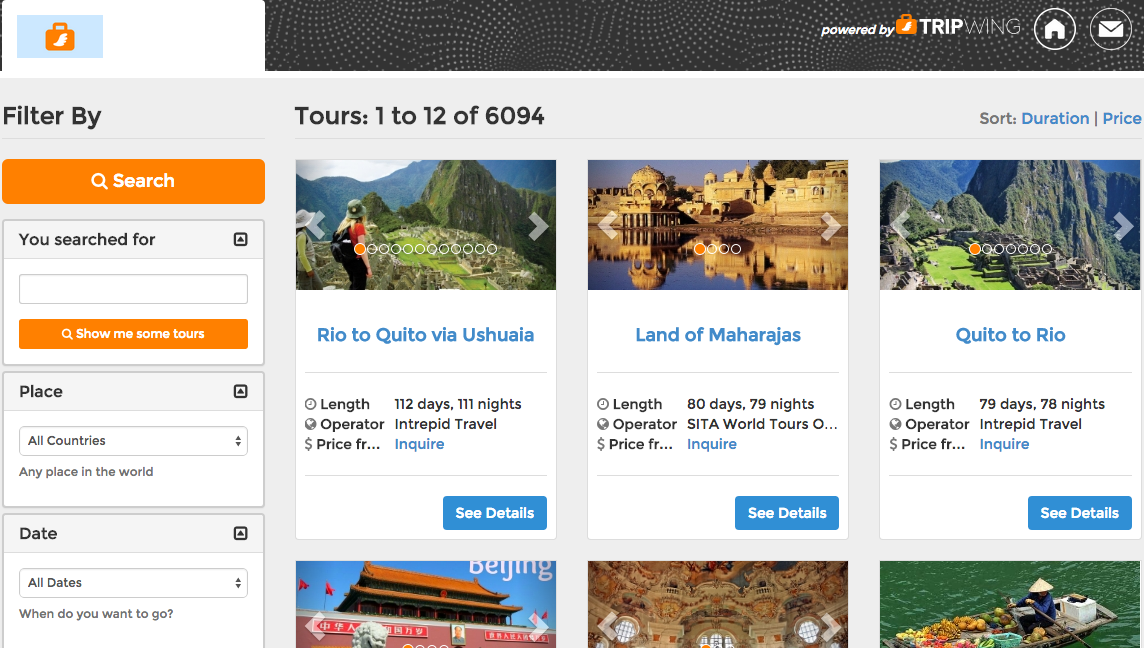 powered by TRIPWING
Filter By
Tours: 1 to 12 of 6094
Sort: Duration | Price
Search
You searched for
Show me some tours
Place
All Countries
Any place in the world
Date
All Dates
When do you want to go?
Rio to Quito via Ushuaia
Length 112 days, 111 nights
Operator Intrepid Travel
$ Price fr... Inquire
See Details
Land of Maharajas
Length 80 days, 79 nights
Operator SITA World Tours O...
$ Price fr... Inquire
See Details
Quito to Rio
Length 79 days, 78 nights
Operator Intrepid Travel
$ Price fr... Inquire
See Details
Beijing